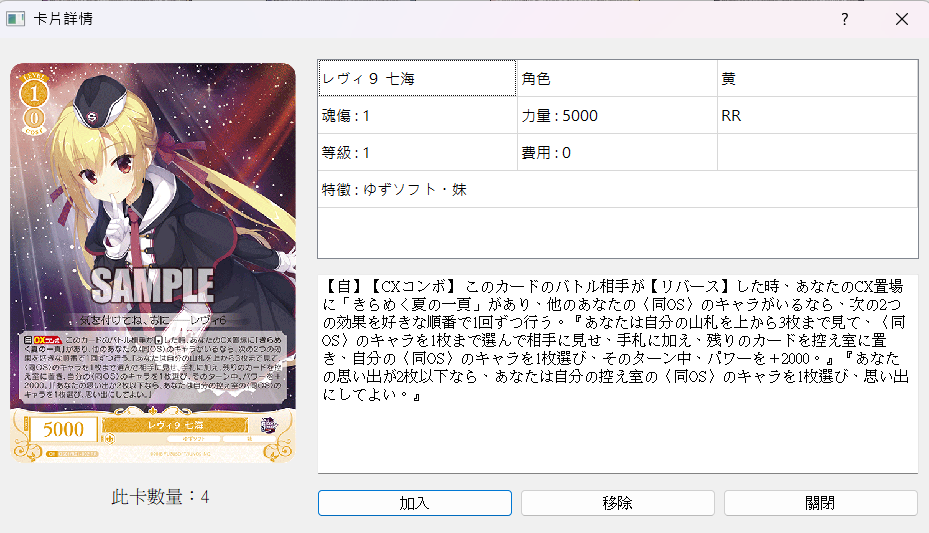 卡片詳情
?
LEVEL
1
0
COST
SAMPLE
気を付けてね、おに
レヴィ6
5000
レヴィ9 七海
レヴィ9 七海
角色
黄
魂傷 : 1
力量 : 5000
RR
等級 : 1
費用 : 0
特徵 : ゆずソフト・妹
【自】【CXコンボ】 このカードのバトル相手が【リバース】した時、あなたのCX置場
に「きらめく夏の一頁」があり、他のあなたの〈同OS〉のキャラがいるなら、次の2つ
の効果を好きな順番で1回ずつ行う。『あなたは自分の山札を上から3枚まで見て、〈同
OS〉のキャラを1枚まで選んで相手に見せ、手札に加え、残りのカードを控え室に置
き、自分の〈同OS〉のキャラを1枚選び、そのターン中、パワーを＋2000。』『あなた
の思い出が2枚以下なら、あなたは自分の控え室の〈同OS〉のキャラを1枚選び、思い出
にしてよい。』
此卡數量：4
加入
移除
關閉